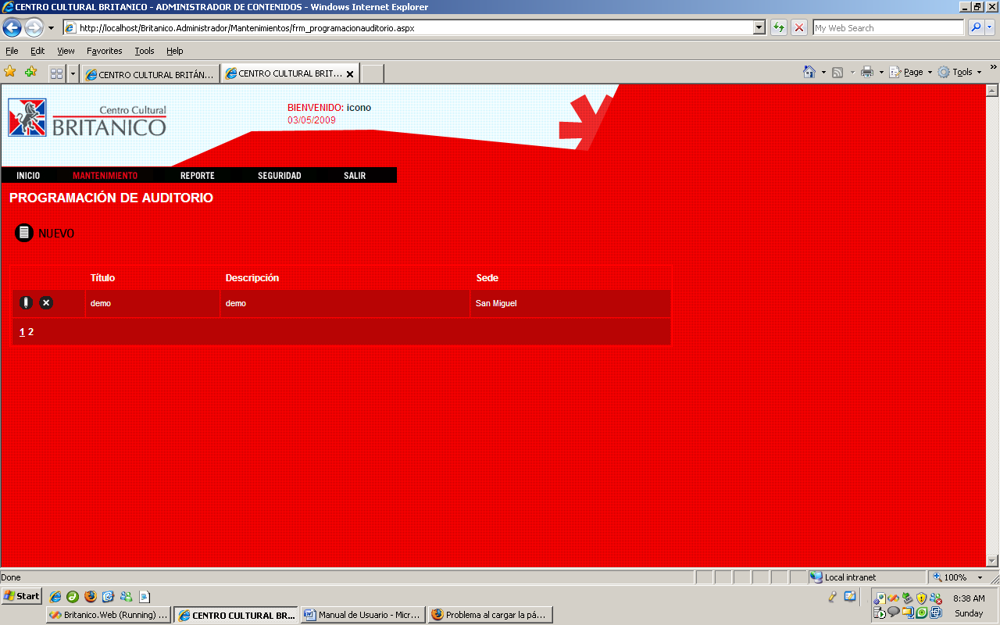 CENTRO CULTURAL BRITANICO - ADMINISTRADOR DE CONTENIDOS - Windows Internet Explorer
http://localhost/Britanico.Administrador/Mantenimientos/frm_programacionauditorio.aspx
My Web Search
File Edit View Favorites Tools Help
CENTRO CULTURAL BRITÁN...
CENTRO CULTURAL BRIT...
Page
Tools
Centro Cultural
BRITANICO
BIENVENIDO: icono
03/05/2009
INICIO MANTENIMIENTO REPORTE SEGURIDAD SALIR
PROGRAMACIÓN DE AUDITORIO
NUEVO
Título Descripción Sede
demo demo San Miguel
1 2
Done
Local intranet
100%
Start
8:38 AM
Britanico.Web (Running) ...
CENTRO CULTURAL BR...
Manual de usuario - Micr...
Problema al cargar la pá...
Sunday